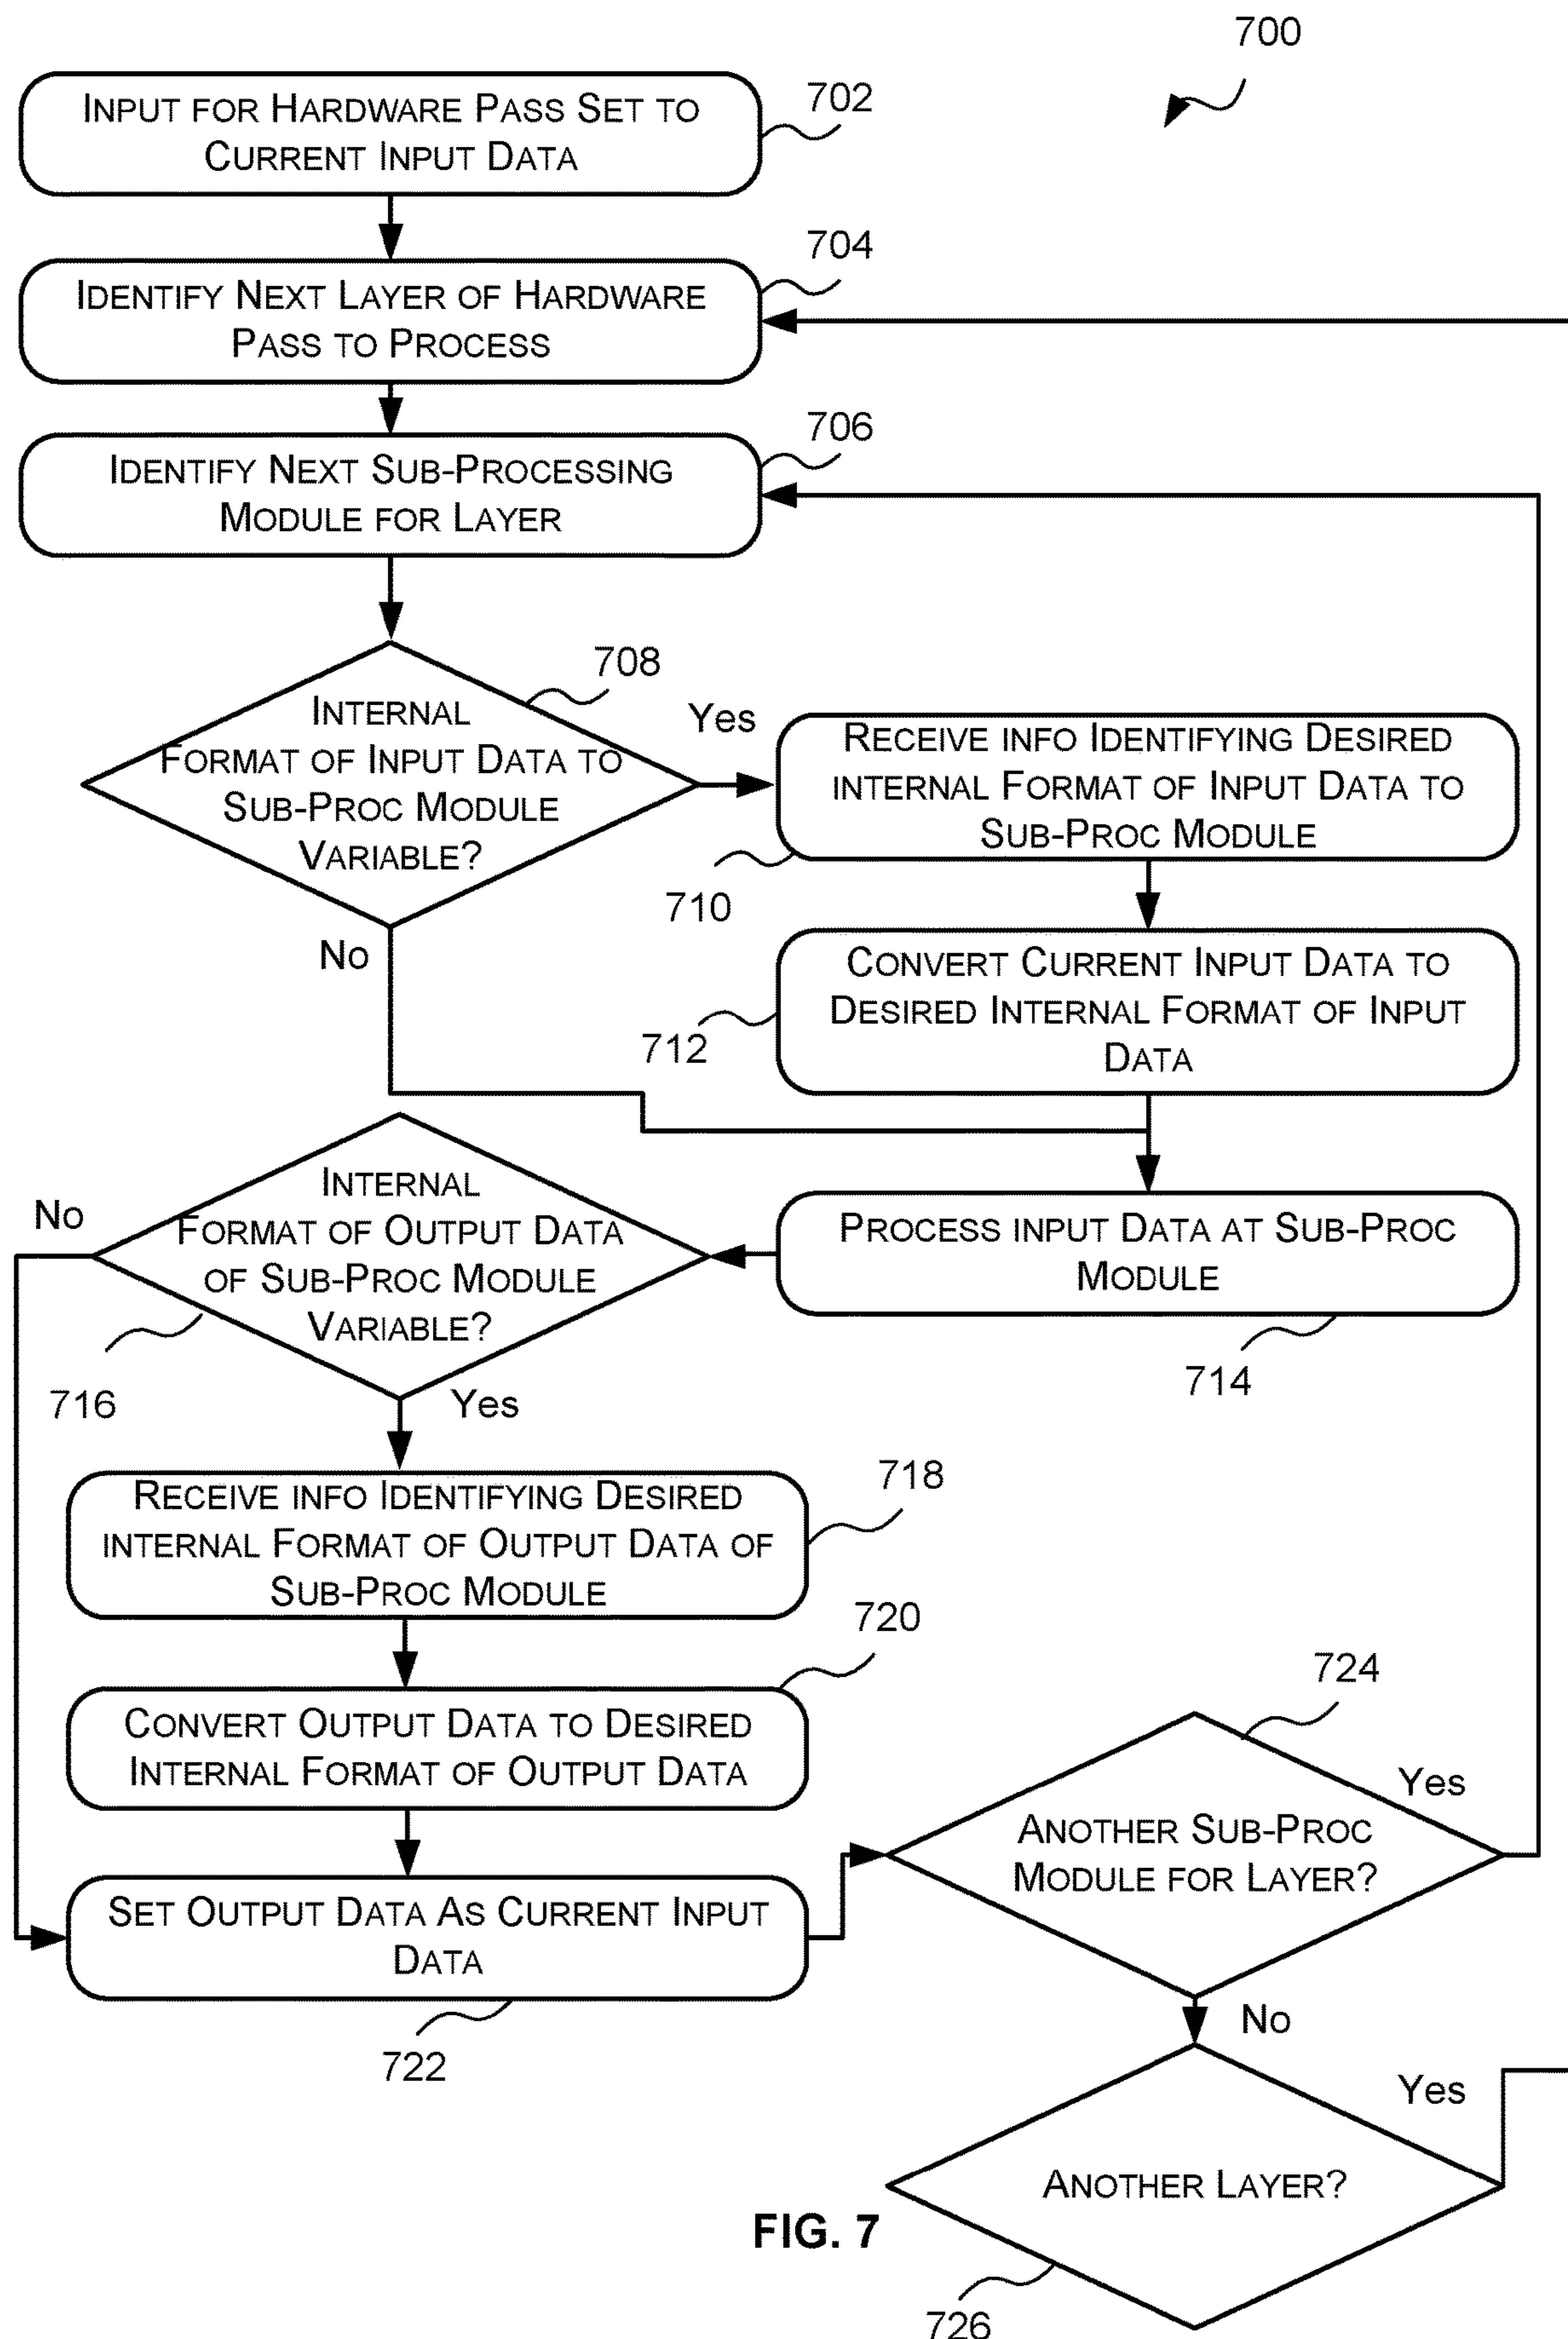 700
INPUT FOR HARDWARE PASS SET TO
CURRENT INPUT DATA
702
IDENTIFY NEXT LAYER OF HARDWARE
PASS TO PROCESS
704
IDENTIFY NEXT SUB-PROCESSING
MODULE FOR LAYER
706
INTERNAL
FORMAT OF INPUT DATA TO
SUB-PROC MODULE
VARIABLE?
708
Yes
No
RECEIVE INFO IDENTIFYING DESIRED
INTERNAL FORMAT OF INPUT DATA TO
SUB-PROC MODULE
710
CONVERT CURRENT INPUT DATA TO
DESIRED INTERNAL FORMAT OF INPUT
DATA
712
PROCESS INPUT DATA AT SUB-PROC
MODULE
714
INTERNAL
FORMAT OF OUTPUT DATA
OF SUB-PROC MODULE
VARIABLE?
No
716
Yes
RECEIVE INFO IDENTIFYING DESIRED
INTERNAL FORMAT OF OUTPUT DATA OF
SUB-PROC MODULE
718
CONVERT OUTPUT DATA TO DESIRED
INTERNAL FORMAT OF OUTPUT DATA
720
SET OUTPUT DATA AS CURRENT INPUT
DATA
722
724
ANOTHER SUB-PROC
MODULE FOR LAYER?
Yes
No
ANOTHER LAYER?
Yes
726
FIG. 7